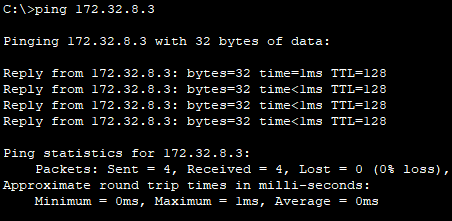 C:\>ping 172.32.8.3
Pinging 172.32.8.3 with 32 bytes of data:
Reply from 172.32.8.3: bytes=32 time=1ms TTL=128
Reply from 172.32.8.3: bytes=32 time<1ms TTL=128
Reply from 172.32.8.3: bytes=32 time<1ms TTL=128
Reply from 172.32.8.3: bytes=32 time<1ms TTL=128
Ping statistics for 172.32.8.3:
    Packets: Sent = 4, Received = 4, Lost = 0 (0% loss),
Approximate round trip times in milli-seconds:
    Minimum = 0ms, Maximum = 1ms, Average = 0ms